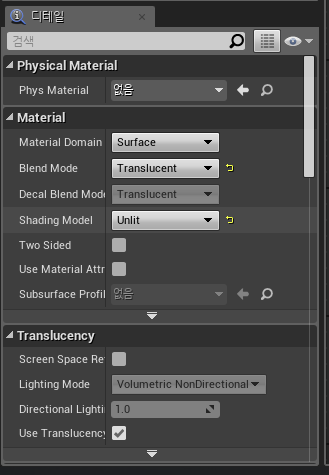 디테일
검색
Physical Material
Phys Material 없음
Material
Material Domain Surface
Blend Mode Translucent
Decal Blend Mode Translucent
Shading Model Unlit
Two Sided
Use Material Attr
Subsurface Profil 없음
Translucency
Screen Space Ref
Lighting Mode Volumetric NonDirectional
Directional Lightin 1.0
Use Translucency